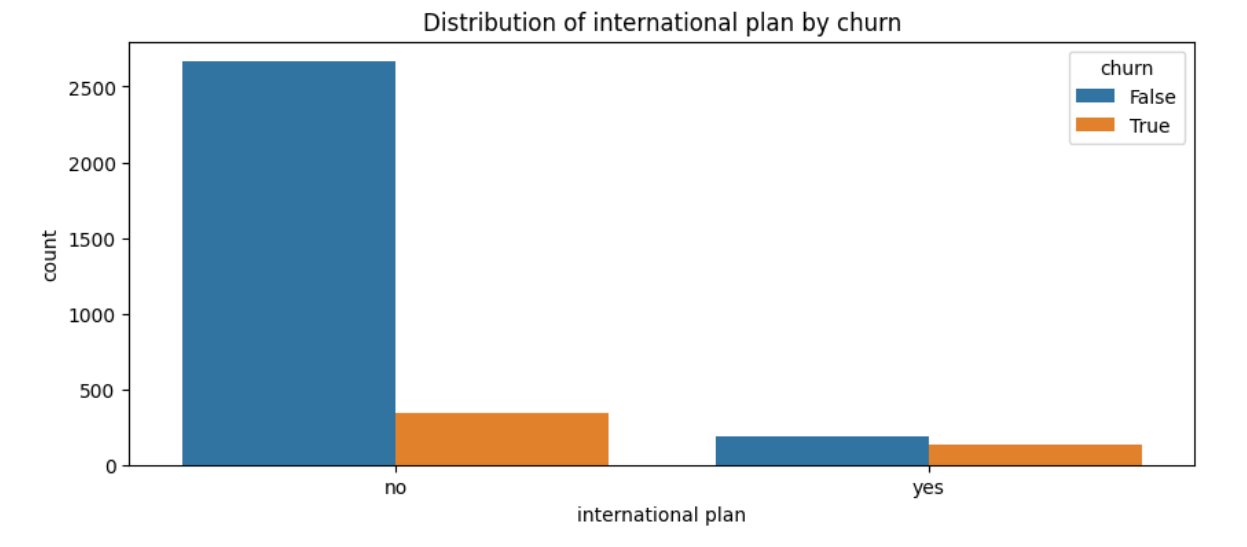 Distribution of international plan by churn
churn
False
True
2500
2000
1500
1000
500
0
count
no
yes
international plan